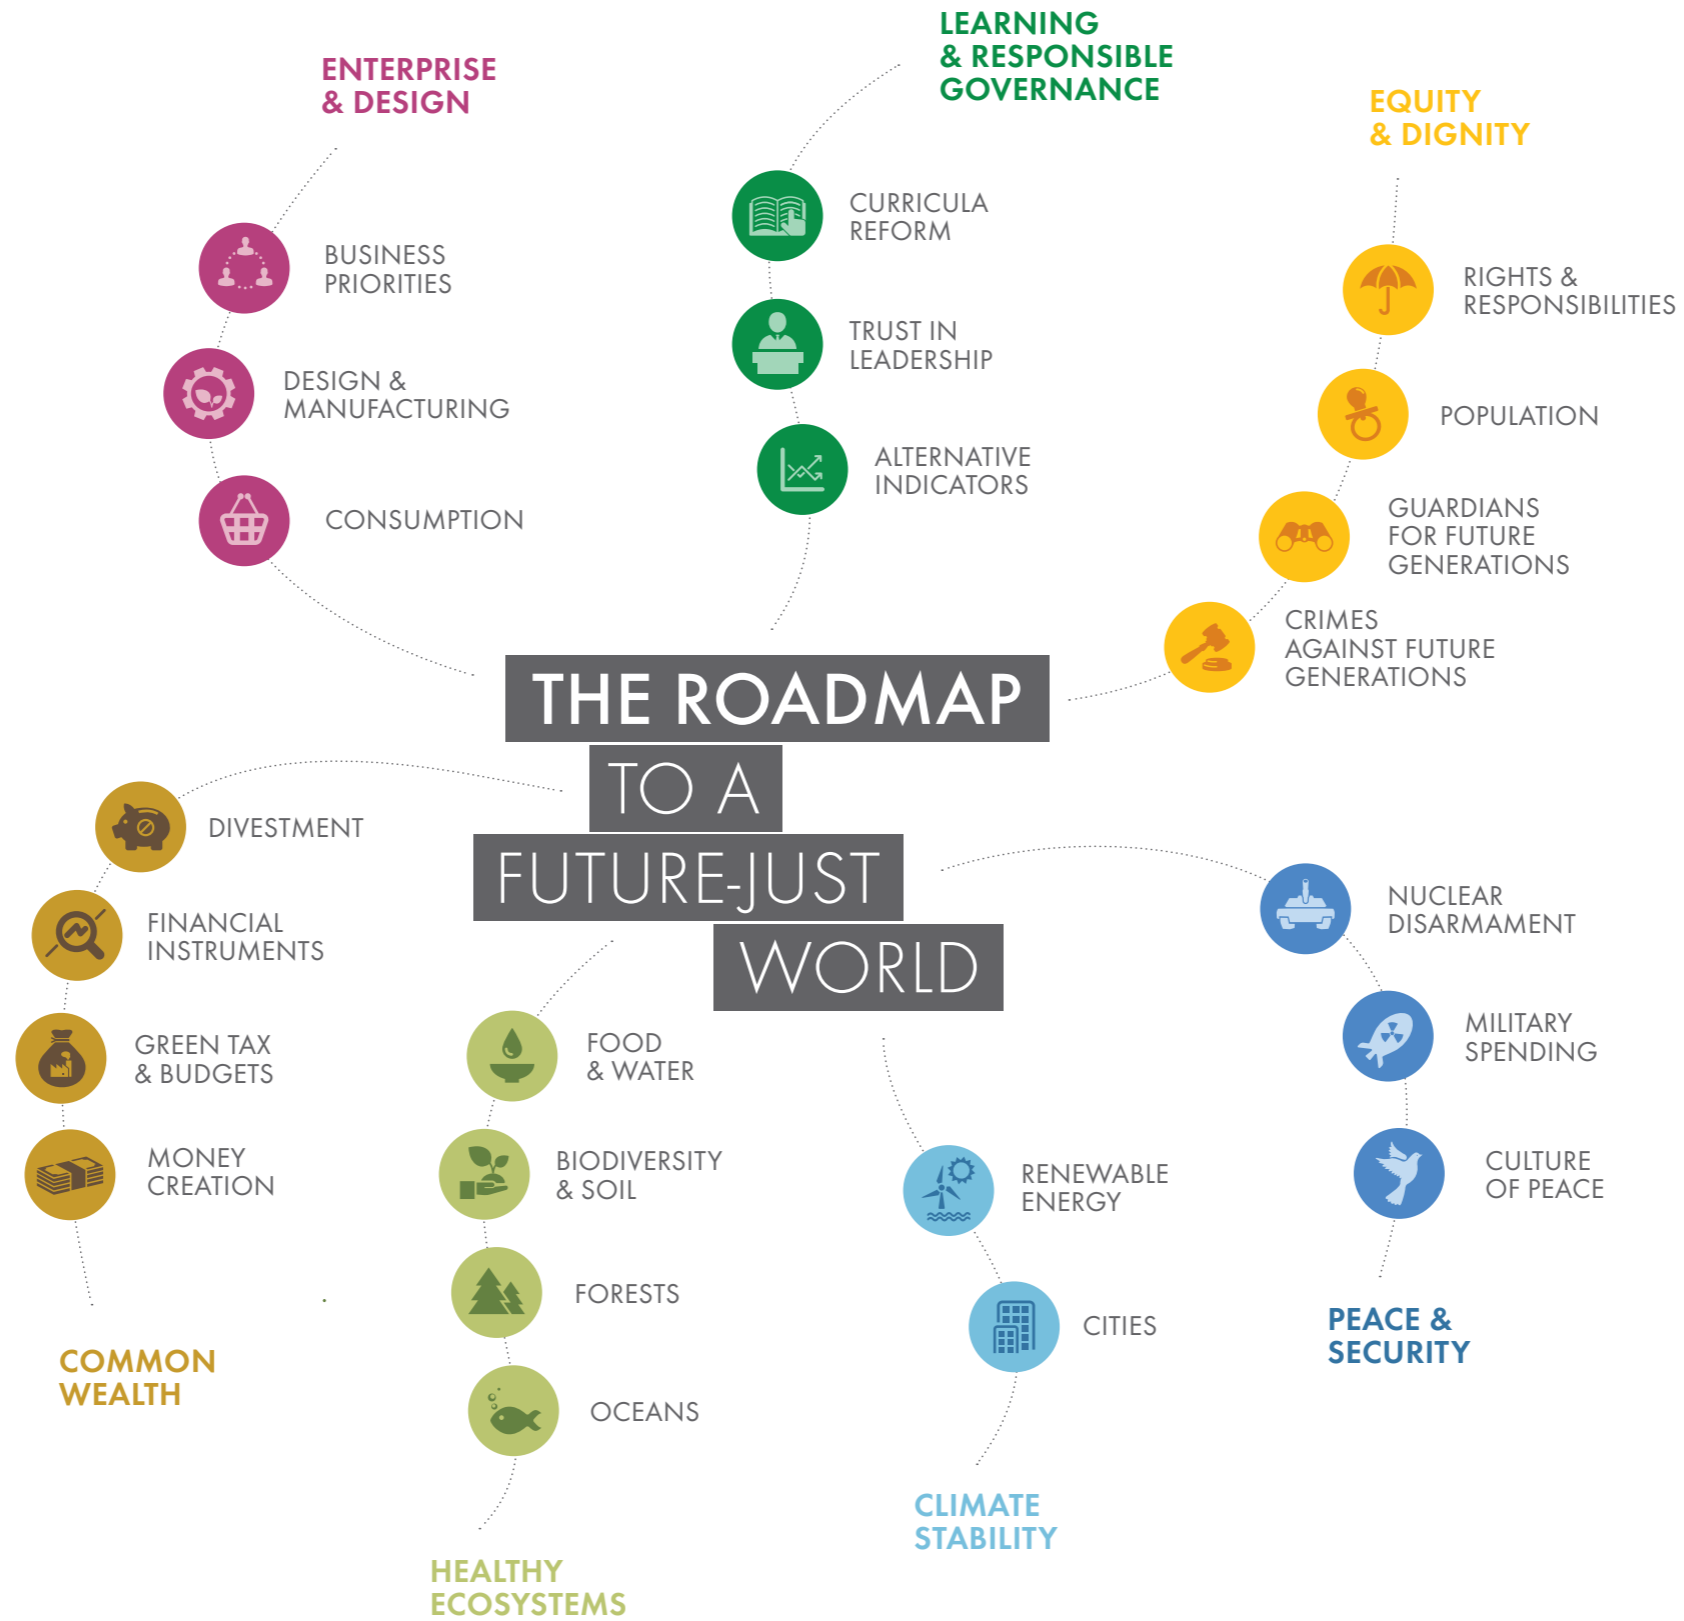 ENTERPRISE
& DESIGN
BUSINESS
PRIORITIES
DESIGN &
MANUFACTURING
CONSUMPTION
LEARNING
& RESPONSIBLE
GOVERNANCE
CURRICULA
REFORM
TRUST IN
LEADERSHIP
ALTERNATIVE
INDICATORS
EQUITY
& DIGNITY
RIGHTS &
RESPONSIBILITIES
POPULATION
GUARDIANS
FOR FUTURE
GENERATIONS
CRIMES
AGAINST FUTURE
GENERATIONS
THE ROADMAP
TO A
FUTURE-JUST
WORLD
DIVESTMENT
FINANCIAL
INSTRUMENTS
GREEN TAX
& BUDGETS
MONEY
CREATION
COMMON
WEALTH
FOOD
& WATER
BIODIVERSITY
& SOIL
FORESTS
OCEANS
HEALTHY
ECOSYSTEMS
RENEWABLE
ENERGY
CITIES
CLIMATE
STABILITY
NUCLEAR
DISARMAMENT
MILITARY
SPENDING
CULTURE
OF PEACE
PEACE &
SECURITY